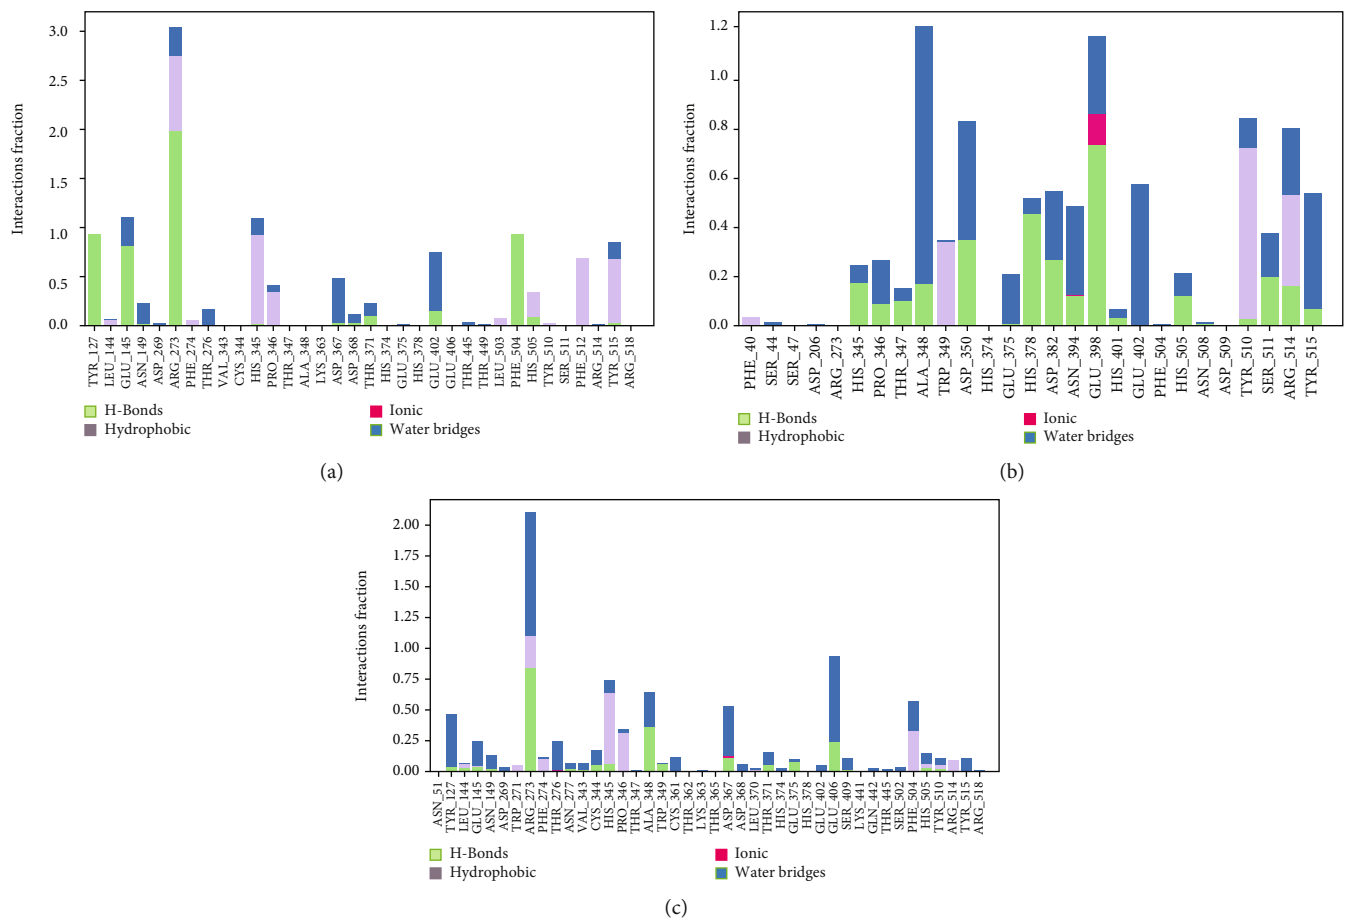 3.0
2.5
2.0
1.5
1.0
0.5
0.0
Interactions fraction
TYR_127
LEU_144
GLU_145
ASN_149
ASP_269
ARG_273
PHE_274
THR_276
VAL_343
CYS_344
HIS_345
PRO_346
THR_347
ALA_348
LYS_363
ASP_367
ASP_368
THR_371
HIS_374
GLU_375
HIS_378
GLU_402
GLU_406
THR_445
THR_449
LEU_503
PHE_504
HIS_505
TYR_510
SER_511
PHE_512
ARG_514
TYR_515
ARG_518
H-Bonds
Hydrophobic
Ionic
Water bridges
(a)
1.2
1.0
0.8
0.6
0.4
0.2
0.0
Interactions fraction
PHE_40
SER_44
SER_47
ASP_206
ARG_273
HIS_345
PRO_346
THR_347
ALA_348
TRP_349
ASP_350
HIS_374
GLU_375
HIS_378
ASP_382
ASN_394
GLU_398
HIS_401
GLU_402
PHE_504
HIS_505
ASN_508
ASP_509
TYR_510
SER_511
ARG_514
TYR_515
H-Bonds
Hydrophobic
Ionic
Water bridges
(b)
2.00
1.75
1.50
1.25
1.00
0.75
0.50
0.25
0.00
Interactions fraction
ASN_51
TYR_127
LEU_144
GLU_145
ASN_149
ASP_269
TRP_271
ARG_273
PHE_274
THR_276
ASN_277
VAL_343
CYS_344
HIS_345
PRO_346
THR_347
ALA_348
TRP_349
CYS_361
THR_362
LYS_363
THR_365
ASP_367
ASP_368
LEU_370
THR_371
HIS_374
GLU_375
HIS_378
GLU_402
GLU_406
SER_409
LYS_441
GLN_442
THR_445
SER_502
PHE_504
HIS_505
TYR_510
ARG_514
TYR_515
ARG_518
H-Bonds
Hydrophobic
Ionic
Water bridges
(c)